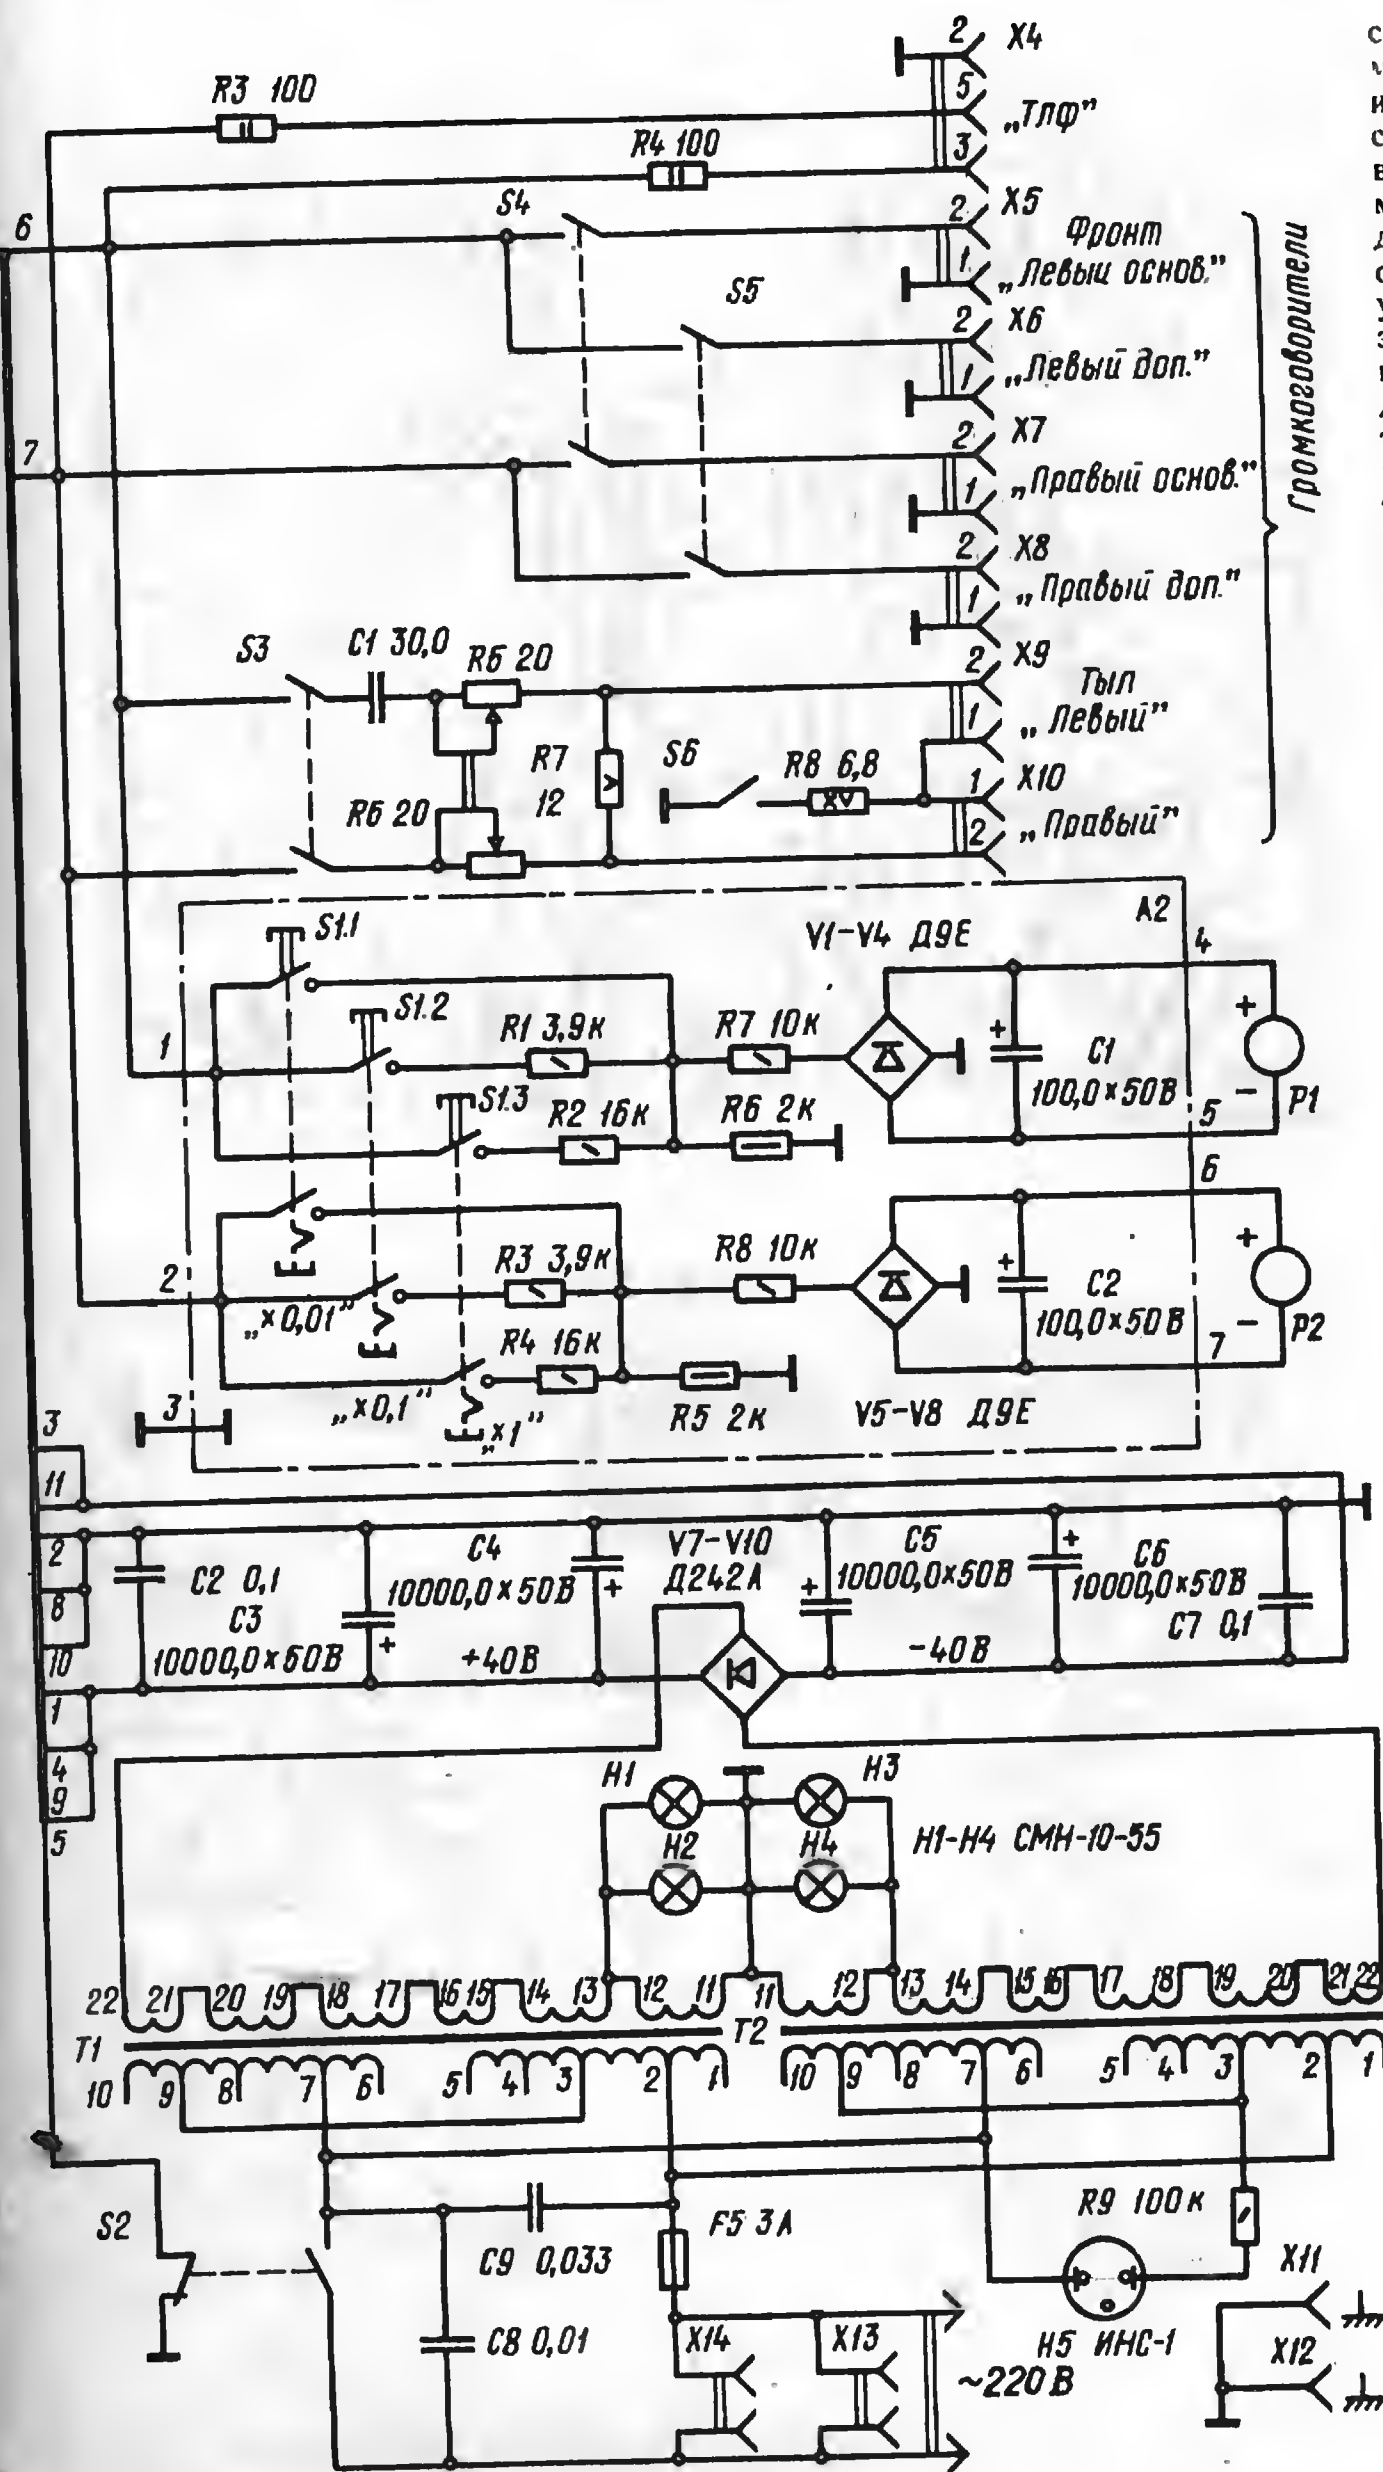 2 X4
R3 100
5
„Тлф”
R4 100
3
S4
6
2 X5
Фронт
1 „Левый основ.”
S5
2 X6
1 „Левый доп.”
7
2 X7
1 „Правый основ.”
2 X8
1 „Правый доп.”
Громкоговорители
S3
C1 30,0
R6 20
2 X9
Тыл
1 „Левый”
R7
12
S6
R8 6,8
1 X10
R6 20
2 „Правый”
A2
S1.1
V1-V4 Д9Е
4
S1.2
1
R1 3,9к
R7 10к
+
C1
100,0×50В
+
-
P1
S1.3
R2 16к
R6 2к
5
6
2
R3 3,9к
R8 10к
+
C2
100,0×50В
+
-
P2
„×0,01”
R4 16к
7
3
„×0,1”
„×1”
R5 2к
V5-V8 Д9Е
3
11
2
8
10
1
4
9
5
C2 0,1
C3
10000,0×50В
+
C4
10000,0×50В
+
+40В
V7-V10
Д242А
C5
10000,0×50В
+
-40В
C6
10000,0×50В
+
C7 0,1
H1
H3
H2
H4
H1-H4 СМН-10-55
22 21 20 19 18 17 16 15 14 13 12 11
11 12 13 14 15 16 17 18 19 20 21 22
T1
T2
10 9 8 7 6 5 4 3 2 1
10 9 8 7 6 5 4 3 2 1
S2
C9 0,033
F5 3А
R9 100к
X11
C8 0,01
X14
X13
H5 ИНС-1
X12
~220В